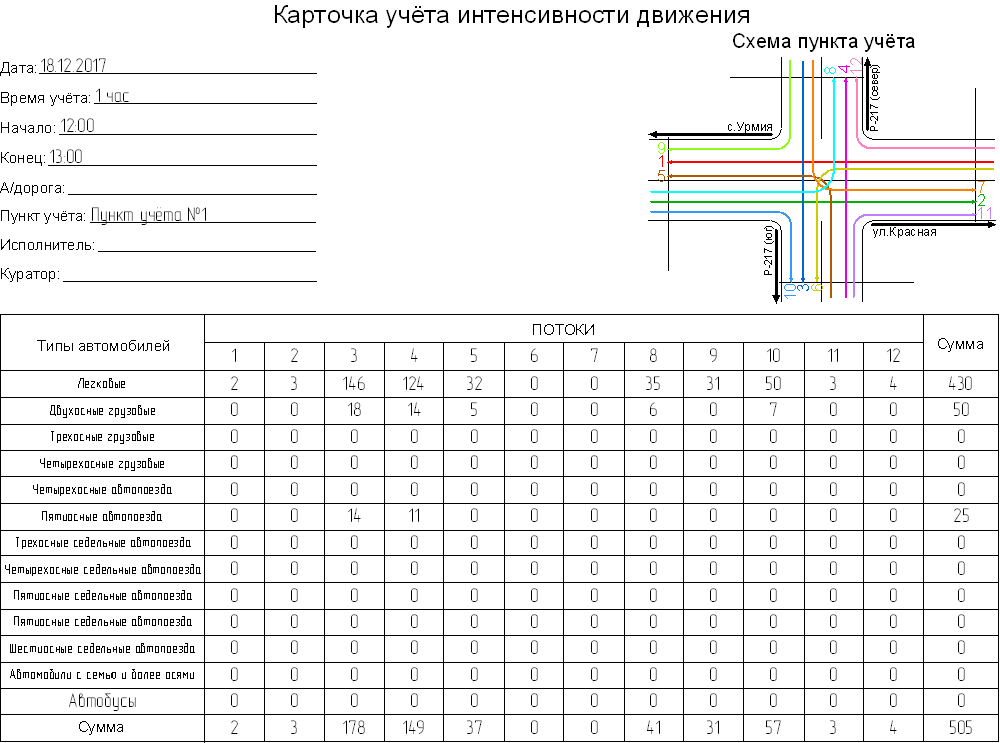 Карточка учёта интенсивности движения
Схема пункта учёта
Дата: 18.12.2017
Время учёта: 1 час
Начало: 12:00
Конец: 13:00
А/дорога:
Пункт учёта: Пункт учёта №1
Исполнитель:
Куратор:
8 4 12
Р-217 (север)
с.Урмия
9
1
5
7
2
11
ул.Красная
Р-217 (юг)
10 3 6
Типы автомобилей ПОТОКИ Сумма
1 2 3 4 5 6 7 8 9 10 11 12
Легковые 2 3 146 124 32 0 0 35 31 50 3 4 430
Двухосные грузовые 0 0 18 14 5 0 0 6 0 7 0 0 50
Трехосные грузовые 0 0 0 0 0 0 0 0 0 0 0 0 0
Четырехосные грузовые 0 0 0 0 0 0 0 0 0 0 0 0 0
Четырехосные автопоезда 0 0 0 0 0 0 0 0 0 0 0 0 0
Пятиосные автопоезда 0 0 14 11 0 0 0 0 0 0 0 0 25
Трехосные седельные автопоезда 0 0 0 0 0 0 0 0 0 0 0 0 0
Четырехосные седельные автопоезда 0 0 0 0 0 0 0 0 0 0 0 0 0
Пятиосные седельные автопоезда 0 0 0 0 0 0 0 0 0 0 0 0 0
Пятиосные седельные автопоезда 0 0 0 0 0 0 0 0 0 0 0 0 0
Шестиосные седельные автопоезда 0 0 0 0 0 0 0 0 0 0 0 0 0
Автомобили с семью и более осями 0 0 0 0 0 0 0 0 0 0 0 0 0
Автобусы 0 0 0 0 0 0 0 0 0 0 0 0 0
Сумма 2 3 178 149 37 0 0 41 31 57 3 4 505